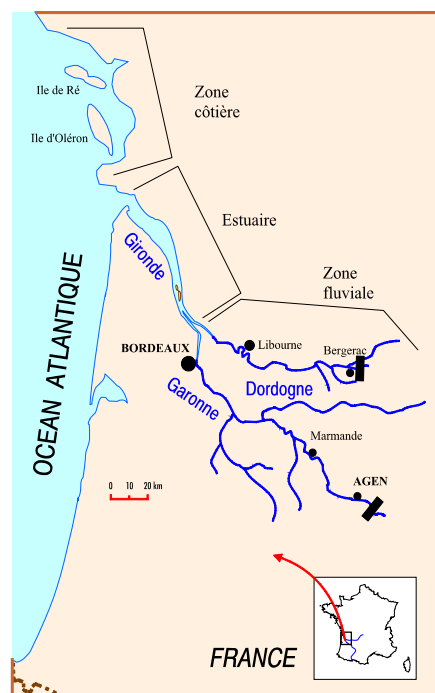 Ile de Ré
Zone
côtière
Ile d'Oléron
Estuaire
Gironde
Zone
fluviale
OCEAN ATLANTIQUE
BORDEAUX
Libourne
Bergerac
Garonne
Dordogne
Marmande
AGEN
0 10 20 km
FRANCE